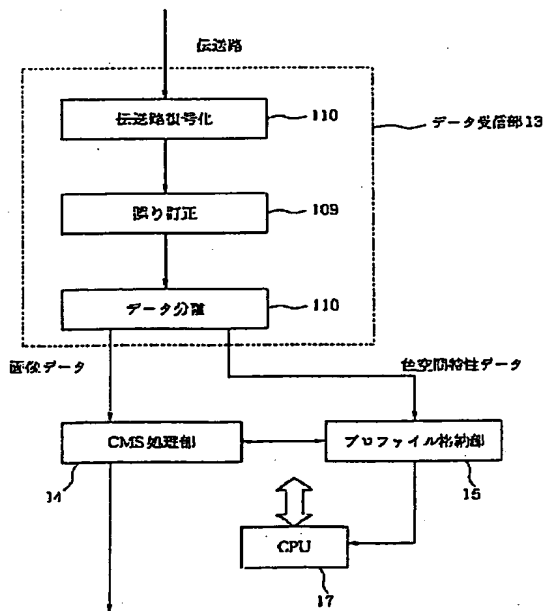 伝送路
伝送路復号化
110
データ受信部13
誤り訂正
109
データ分離
110
画像データ
色空間特性データ
CMS処理部
プロファイル格納部
14
15
CPU
17